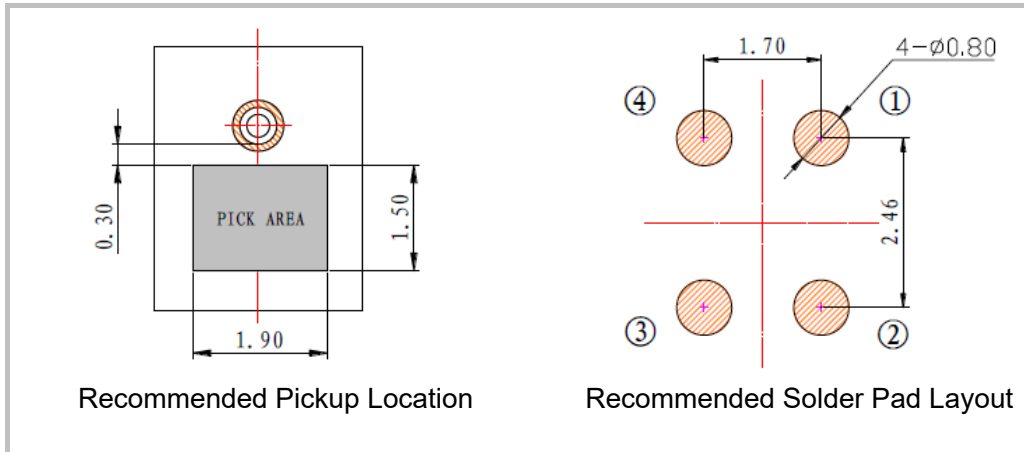 0.30
PICK AREA
1.50
1.90
Recommended Pickup Location
1.70
4-Ø0.80
④
①
2.46
③
②
Recommended Solder Pad Layout